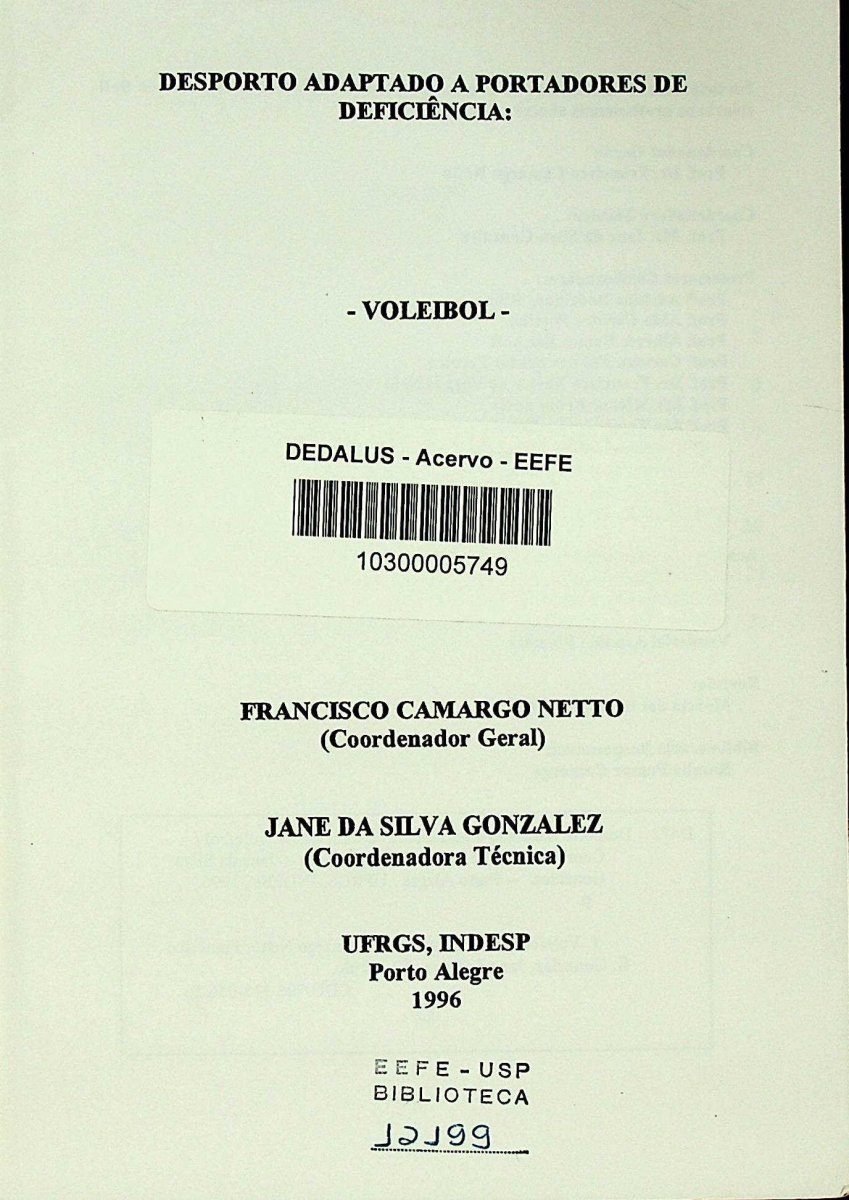 DESPORTO ADAPTADO A PORTADORES DE
DEFICIÊNCIA:
- VOLEIBOL -
DEDALUS - Acervo - EEFE
10300005749
FRANCISCO CAMARGO NETTO
(Coordenador Geral)
JANE DA SILVA GONZALEZ
(Coordenadora Técnica)
UFRGS, INDESP
Porto Alegre
1996
EEFE - USP
BIBLIOTECA
12199